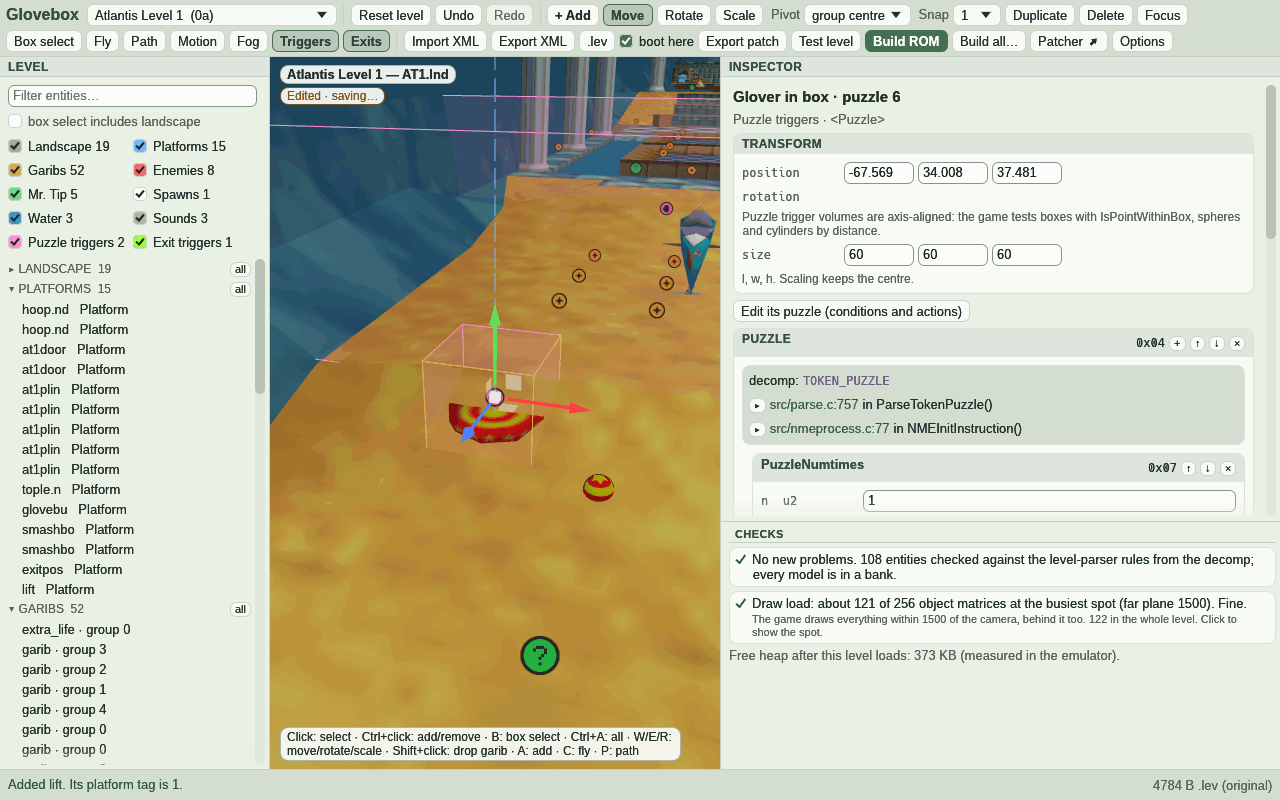 Glovebox Atlantis Level 1 (0a) Reset level Undo Redo + Add Move Rotate Scale Pivot group centre Snap 1 Duplicate Delete Focus
Box select Fly Path Motion Fog Triggers Exits Import XML Export XML .lev boot here Export patch Test level Build ROM Build all… Patcher Options
LEVEL
Filter entities…
box select includes landscape
Landscape 19 Platforms 15
Garibs 52 Enemies 8
Mr. Tip 5 Spawns 1
Water 3 Sounds 3
Puzzle triggers 2 Exit triggers 1
LANDSCAPE 19 all
PLATFORMS 15 all
hoop.nd Platform
hoop.nd Platform
at1door Platform
at1door Platform
at1plin Platform
at1plin Platform
at1plin Platform
at1plin Platform
at1plin Platform
tople.n Platform
glovebu Platform
smashbo Platform
smashbo Platform
exitpos Platform
lift Platform
GARIBS 52 all
extra_life · group 0
garib · group 3
garib · group 2
garib · group 1
garib · group 4
garib · group 0
garib · group 0
Atlantis Level 1 — AT1.lnd
Edited · saving…
?
Click: select · Ctrl+click: add/remove · B: box select · Ctrl+A: all · W/E/R:
move/rotate/scale · Shift+click: drop garib · A: add · C: fly · P: path
INSPECTOR
Glover in box · puzzle 6
Puzzle triggers · <Puzzle>
TRANSFORM
position -67.569 34.008 37.481
rotation
Puzzle trigger volumes are axis-aligned: the game tests boxes with IsPointWithinBox, spheres
and cylinders by distance.
size 60 60 60
l, w, h. Scaling keeps the centre.
Edit its puzzle (conditions and actions)
PUZZLE 0x04 + ↑ ↓ ×
decomp: TOKEN_PUZZLE
src/parse.c:757 in ParseTokenPuzzle()
src/nmeprocess.c:77 in NMEInitInstruction()
PuzzleNumtimes 0x07 ↑ ↓ ×
n u2 1
CHECKS
No new problems. 108 entities checked against the level-parser rules from the decomp;
every model is in a bank.
Draw load: about 121 of 256 object matrices at the busiest spot (far plane 1500). Fine.
The game draws everything within 1500 of the camera, behind it too. 122 in the whole level. Click to
show the spot.
Free heap after this level loads: 373 KB (measured in the emulator).
Added lift. Its platform tag is 1.
4784 B .lev (original)